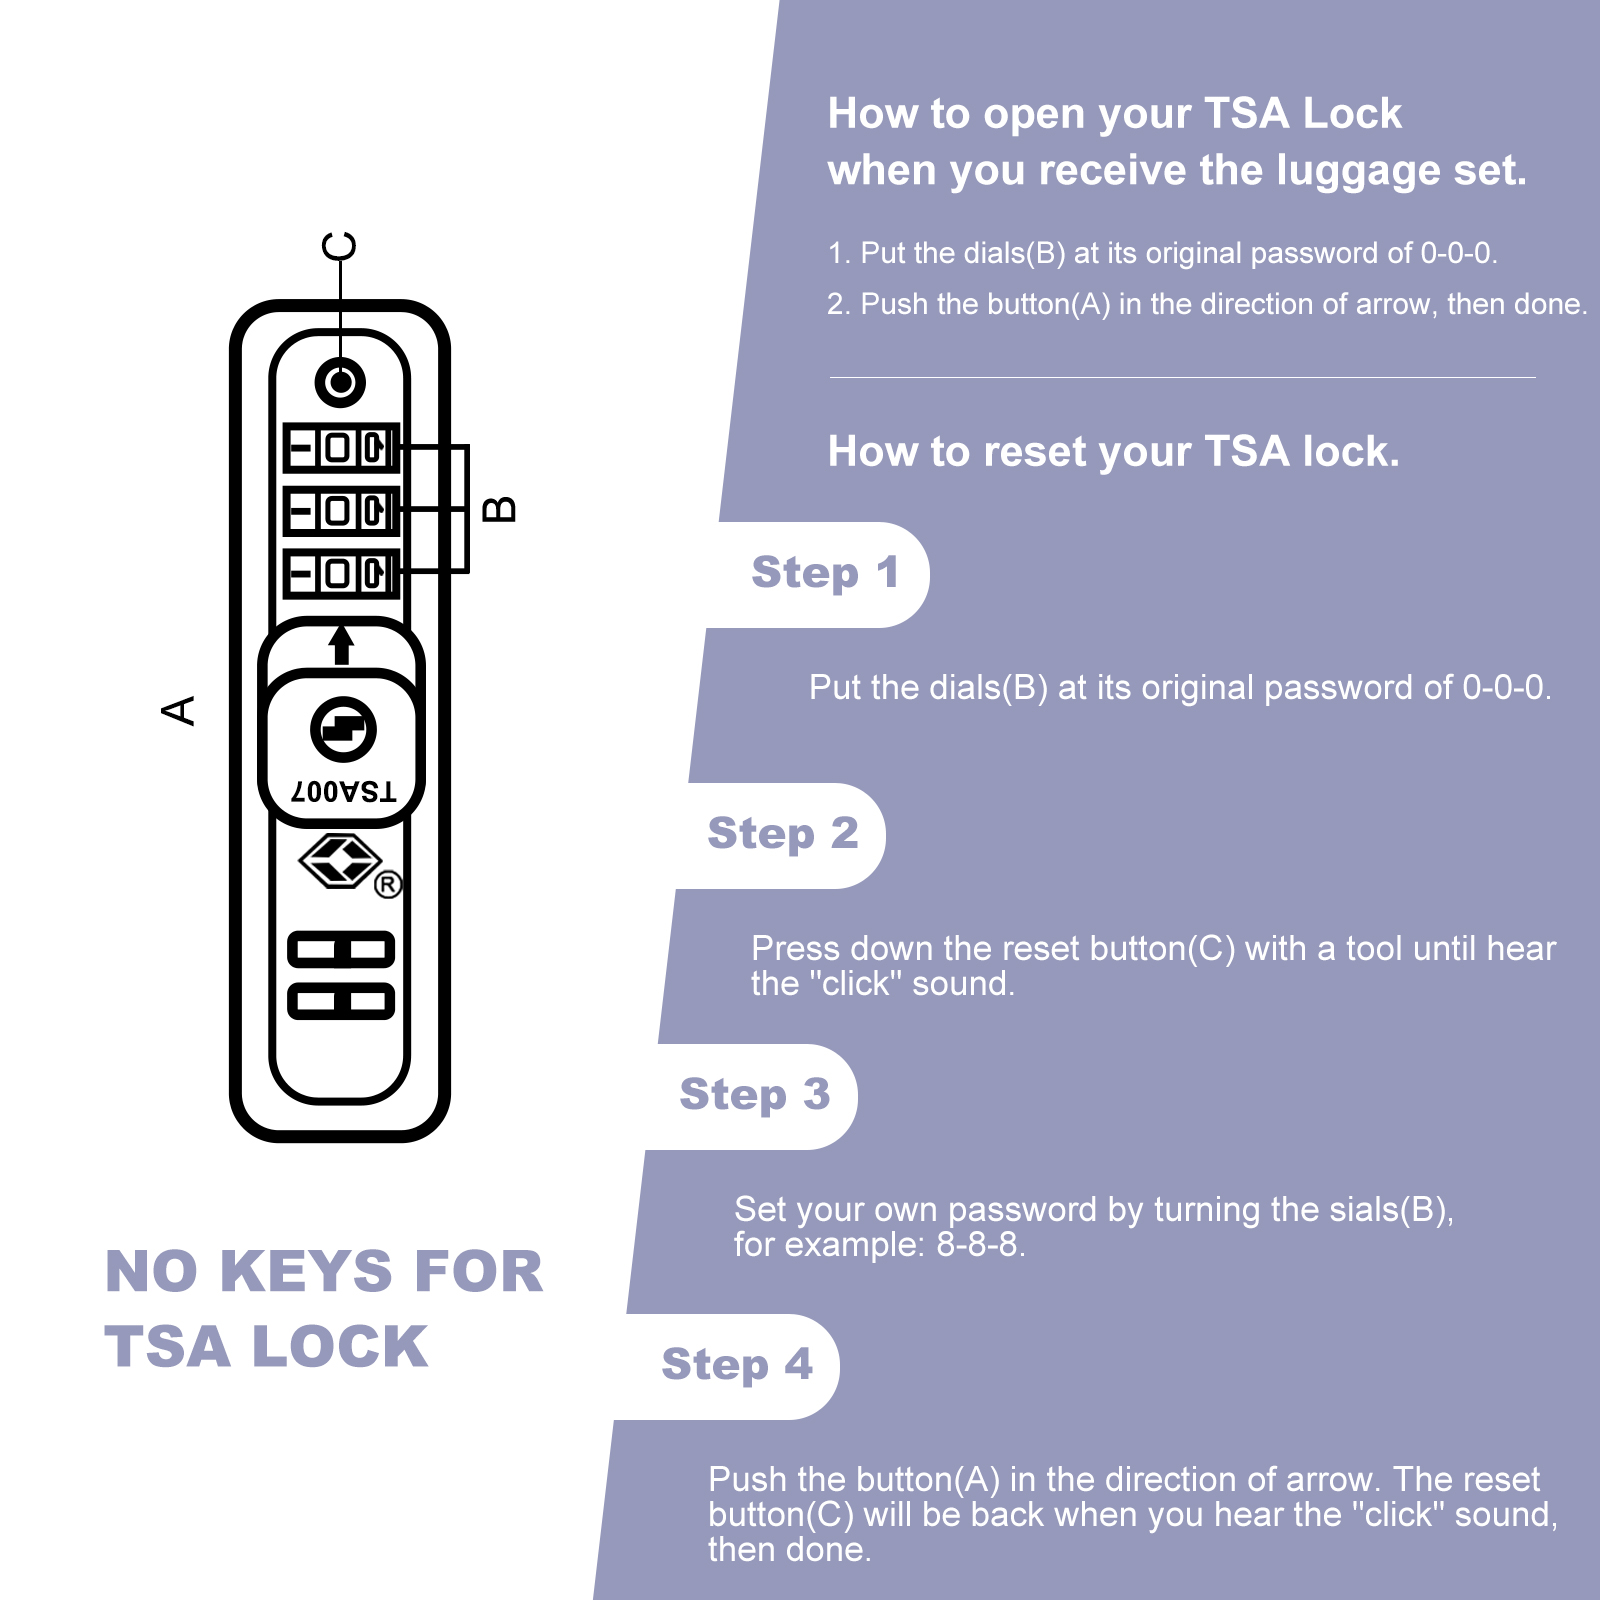 How to open your TSA Lock
when you receive the luggage set.
1. Put the dials(B) at its original password of 0-0-0.
2. Push the button(A) in the direction of arrow, then done.
How to reset your TSA lock.
Step 1
Put the dials(B) at its original password of 0-0-0.
Step 2
Press down the reset button(C) with a tool until hear
the "click" sound.
Step 3
Set your own password by turning the sials(B),
for example: 8-8-8.
Step 4
Push the button(A) in the direction of arrow. The reset
button(C) will be back when you hear the "click" sound,
then done.
C
B
A
TSA007
®
NO KEYS FOR
TSA LOCK